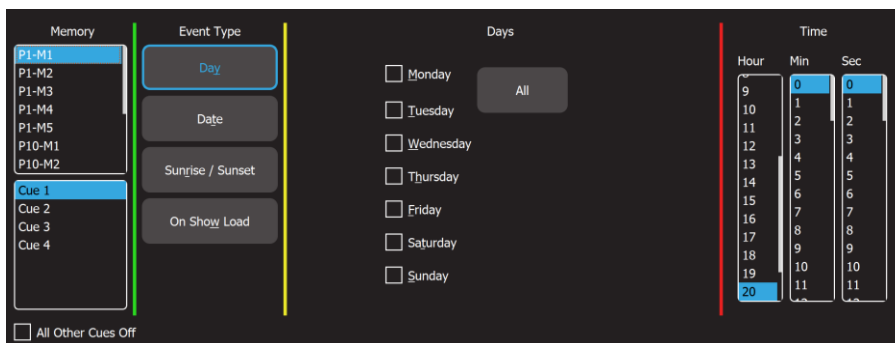 Memory
P1-M1
P1-M2
P1-M3
P1-M4
P1-M5
P10-M1
P10-M2
Cue 1
Cue 2
Cue 3
Cue 4
All Other Cues Off
Event Type
Day
Date
Sunrise / Sunset
On Show Load
Days
Monday
Tuesday
Wednesday
Thursday
Friday
Saturday
Sunday
All
Time
Hour
9
10
11
12
13
14
15
16
17
18
19
20
Min
0
1
2
3
4
5
6
7
8
9
10
11
Sec
0
1
2
3
4
5
6
7
8
9
10
11